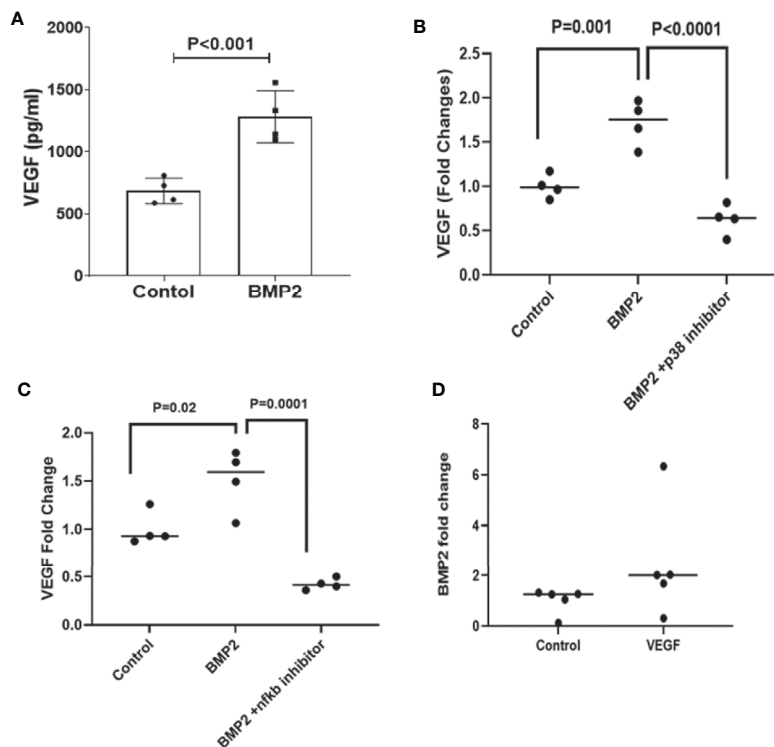 A
P<0.001
VEGF (pg/ml)
2000
1500
1000
500
0
Contol
BMP2
B
P=0.001
P<0.0001
VEGF (Fold Changes)
2.5
2.0
1.5
1.0
0.5
0.0
Control
BMP2
BMP2 +p38 inhibitor
C
P=0.02
P=0.0001
VEGF Fold Change
2.0
1.5
1.0
0.5
0.0
Control
BMP2
BMP2 +nfkb inhibitor
D
BMP2 fold change
8
6
4
2
0
Control
VEGF